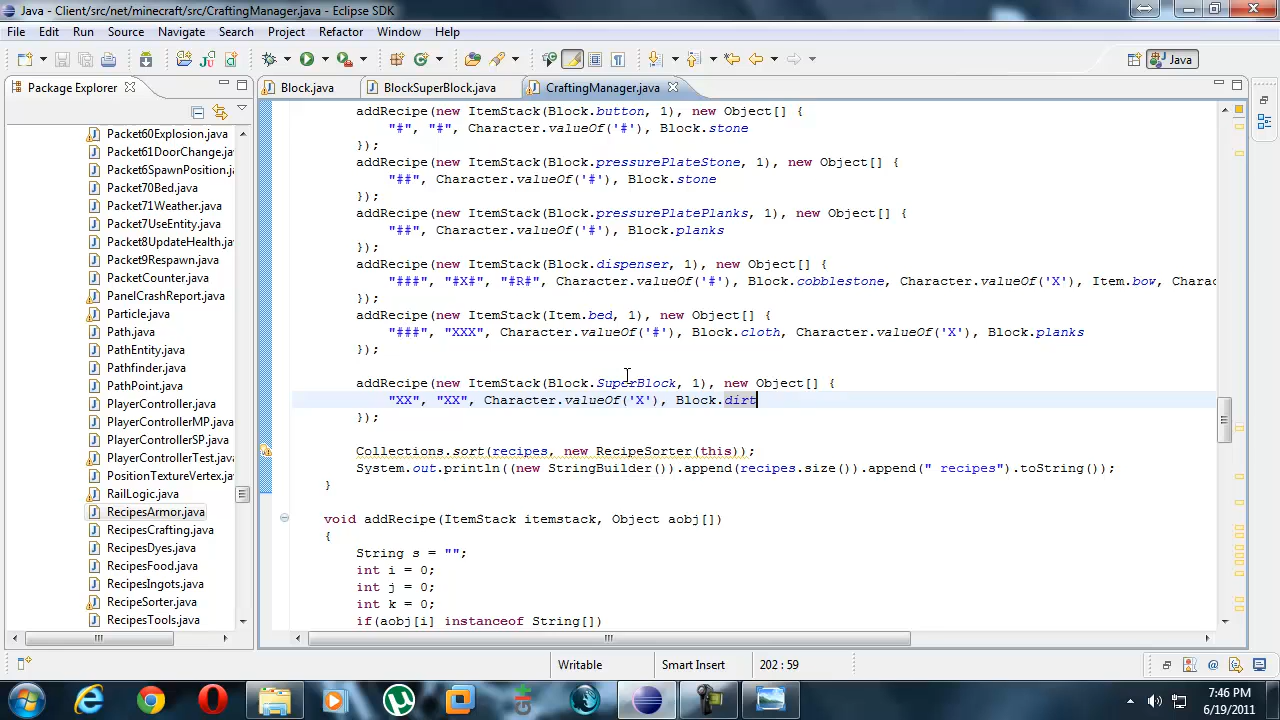 Java - Client/src/net/minecraft/src/CraftingManager.java - Eclipse SDK
File Edit Run Source Navigate Search Project Refactor Window Help
Java
Package Explorer
Block.java
BlockSuperBlock.java
CraftingManager.java
Packet60Explosion.java
Packet61DoorChange.ja
Packet6SpawnPosition.j
Packet70Bed.java
Packet71Weather.java
Packet7UseEntity.java
Packet8UpdateHealth.ja
Packet9Respawn.java
PacketCounter.java
PanelCrashReport.java
Particle.java
Path.java
PathEntity.java
Pathfinder.java
PathPoint.java
PlayerController.java
PlayerControllerMP.java
PlayerControllerSP.java
PlayerControllerTest.java
PositionTextureVertex.ja
RailLogic.java
RecipesArmor.java
RecipesCrafting.java
RecipesDyes.java
RecipesFood.java
RecipesIngots.java
RecipeSorter.java
RecipesTools.java
addRecipe(new ItemStack(Block.button, 1), new Object[] {
"#", "#", Character.valueOf('#'), Block.stone
});
addRecipe(new ItemStack(Block.pressurePlateStone, 1), new Object[] {
"##", Character.valueOf('#'), Block.stone
});
addRecipe(new ItemStack(Block.pressurePlatePlanks, 1), new Object[] {
"##", Character.valueOf('#'), Block.planks
});
addRecipe(new ItemStack(Block.dispenser, 1), new Object[] {
"###", "#X#", "#R#", Character.valueOf('#'), Block.cobblestone, Character.valueOf('X'), Item.bow, Chara
});
addRecipe(new ItemStack(Item.bed, 1), new Object[] {
"###", "XXX", Character.valueOf('#'), Block.cloth, Character.valueOf('X'), Block.planks
});
addRecipe(new ItemStack(Block.SuperBlock, 1), new Object[] {
"XX", "XX", Character.valueOf('X'), Block.dirt
});
Collections.sort(recipes, new RecipeSorter(this));
System.out.println((new StringBuilder()).append(recipes.size()).append(" recipes").toString());
}
void addRecipe(ItemStack itemstack, Object aobj[])
{
String s = "";
int i = 0;
int j = 0;
int k = 0;
if(aobj[i] instanceof String[])
Writable
Smart Insert
202 : 59
7:46 PM
6/19/2011